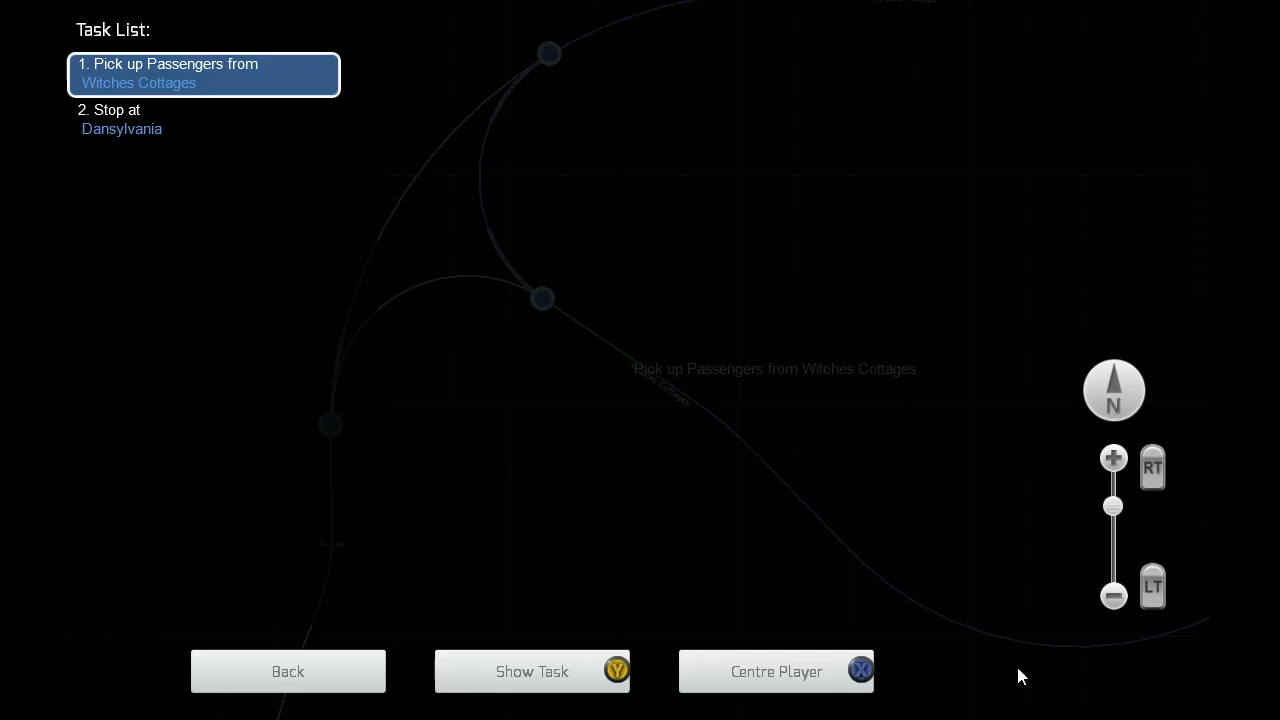 Task List:
1. Pick up Passengers from
Witches Cottages
2. Stop at
Dansylvania
Pick up Passengers from Witches Cottages
Cottages
N
RT
LT
Back
Show Task
Y
Centre Player
X